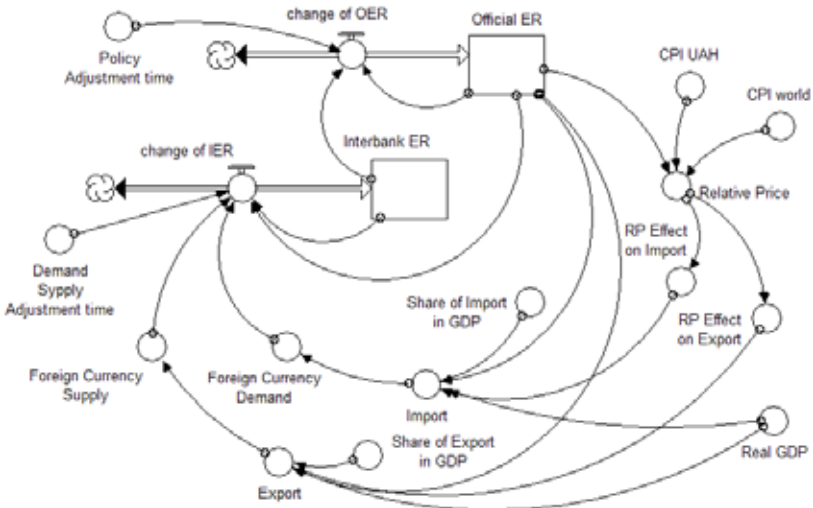 change of OER
Official ER
Policy
Adjustment time
CPI UAH
CPI world
change of IER
Interbank ER
Relative Price
RP Effect
on Import
Demand
Sypply
Adjustment time
Share of Import
in GDP
RP Effect
on Export
Foreign Currency
Supply
Foreign Currency
Demand
Import
Share of Export
in GDP
Real GDP
Export